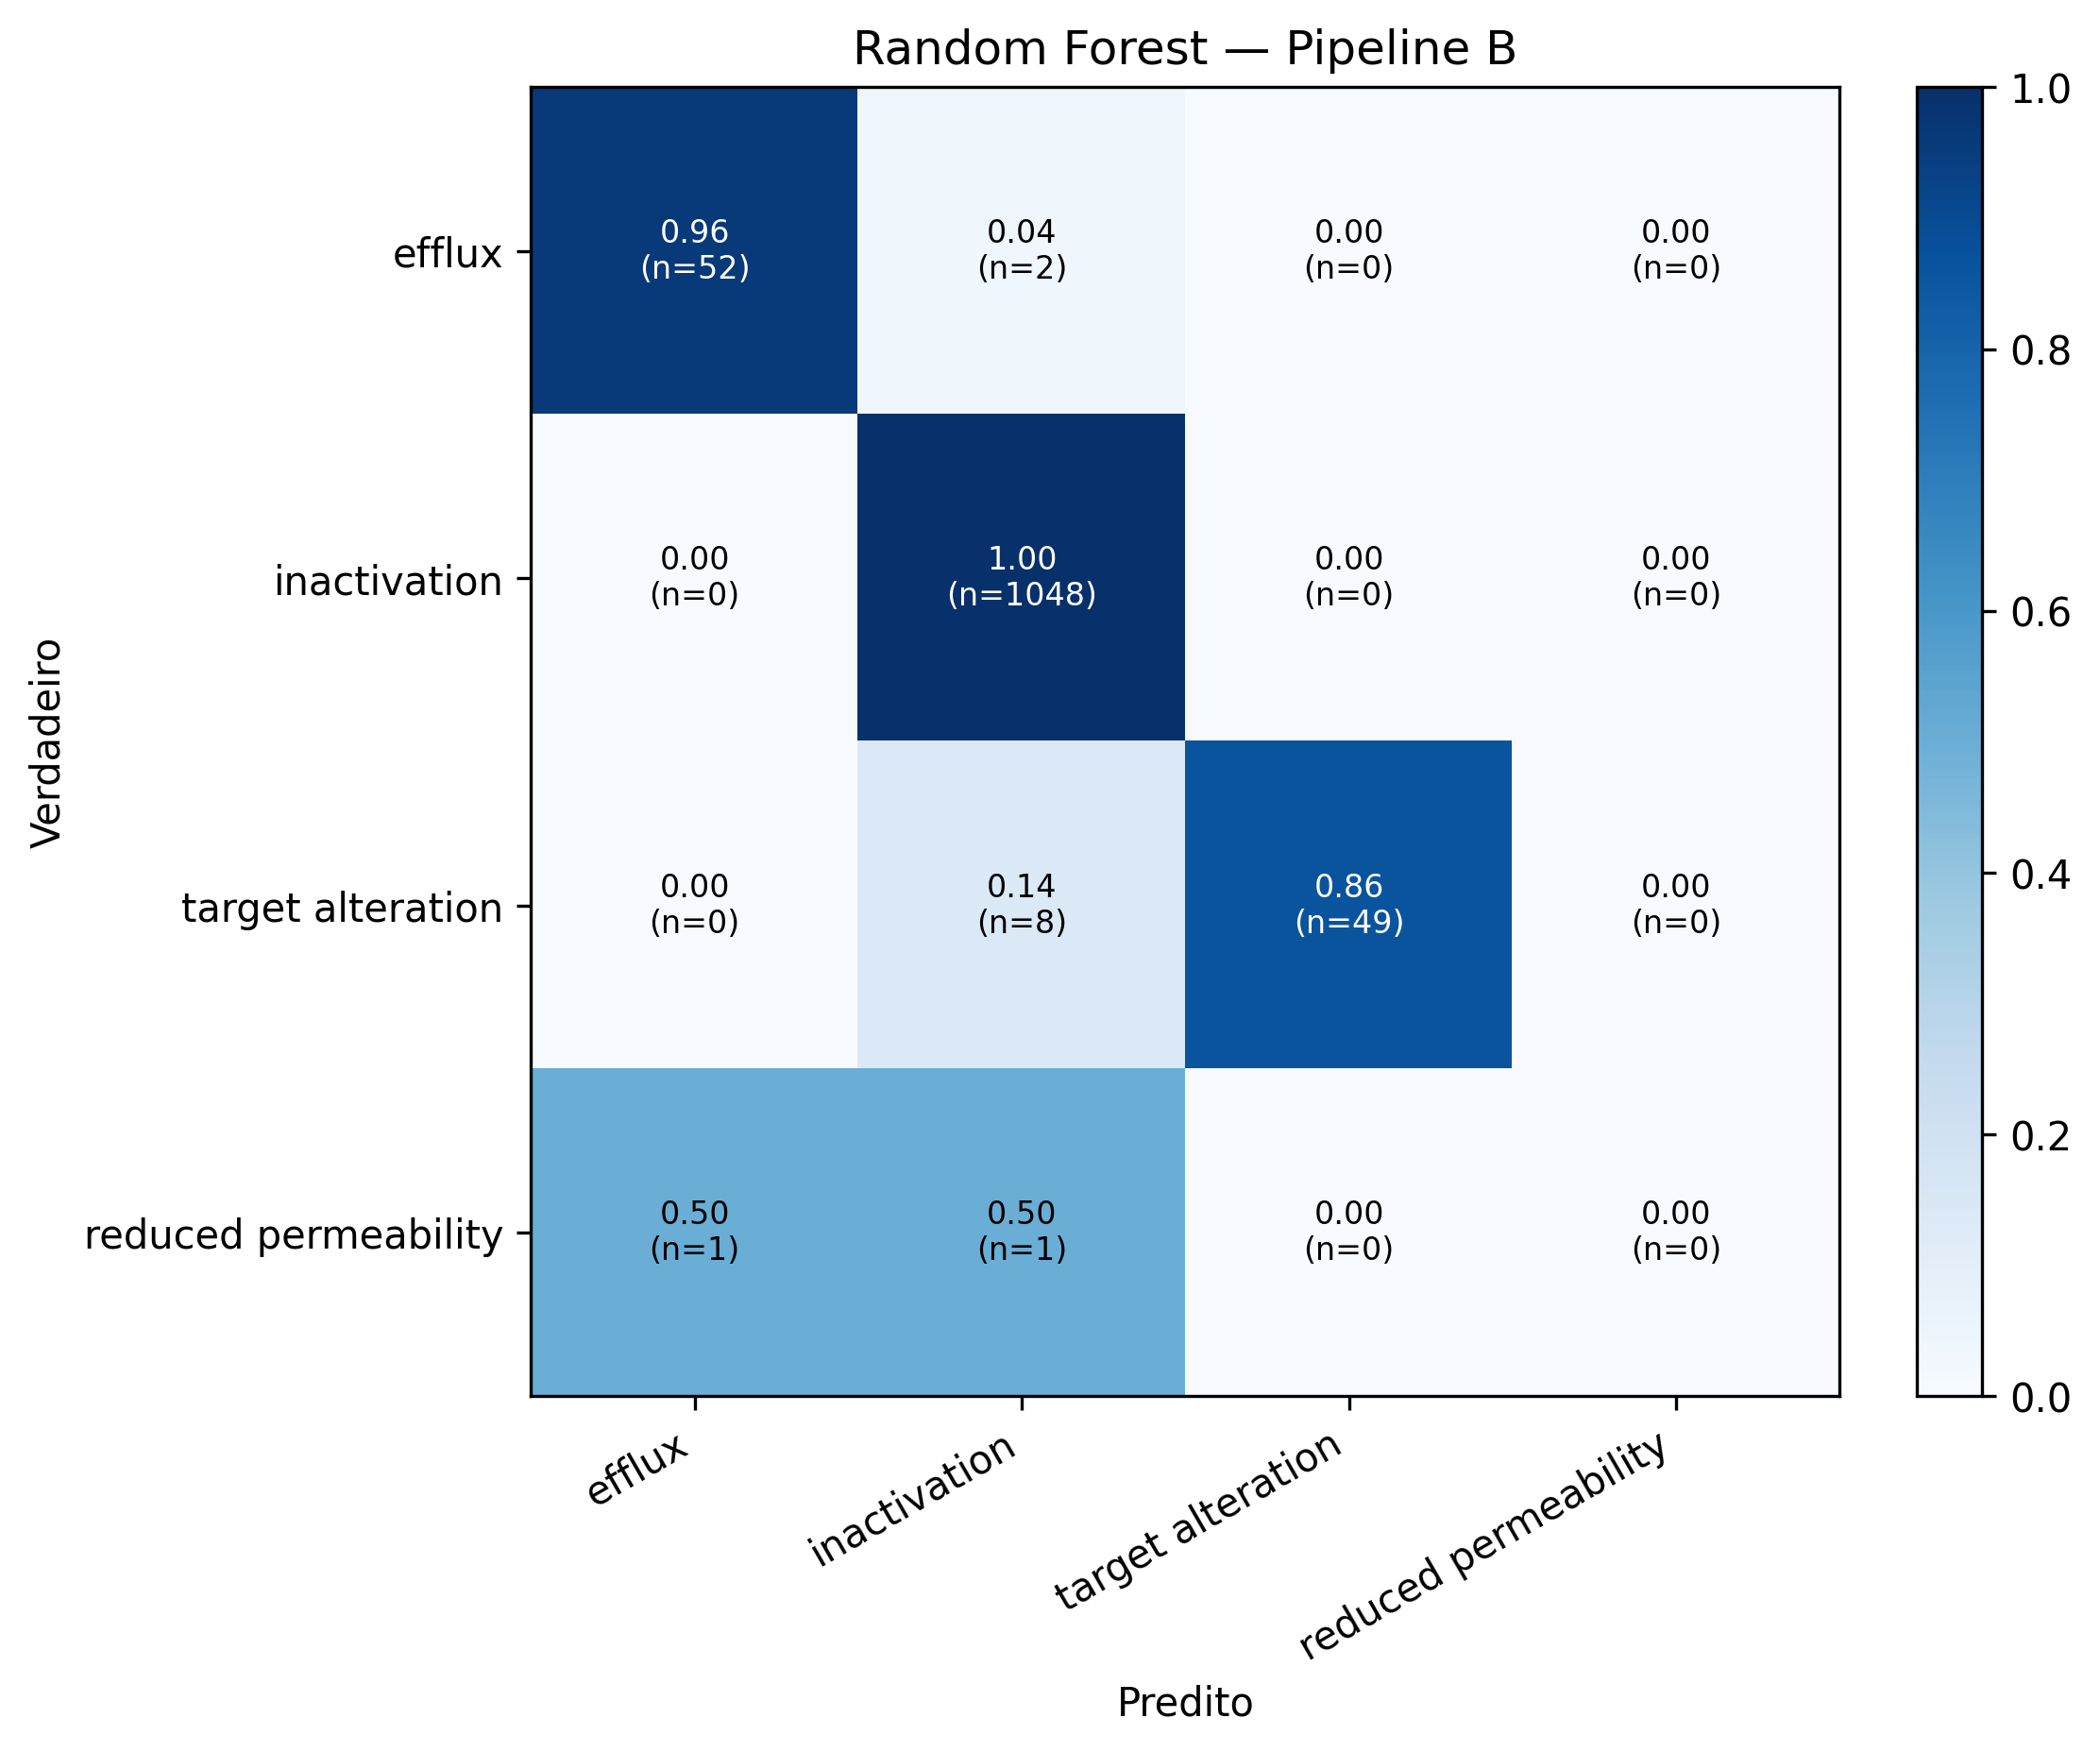 Random Forest — Pipeline B
Verdadeiro
efflux
0.96
(n=52)
0.04
(n=2)
0.00
(n=0)
0.00
(n=0)
inactivation
0.00
(n=0)
1.00
(n=1048)
0.00
(n=0)
0.00
(n=0)
target alteration
0.00
(n=0)
0.14
(n=8)
0.86
(n=49)
0.00
(n=0)
reduced permeability
0.50
(n=1)
0.50
(n=1)
0.00
(n=0)
0.00
(n=0)
efflux
inactivation
target alteration
reduced permeability
Predito
1.0
0.8
0.6
0.4
0.2
0.0